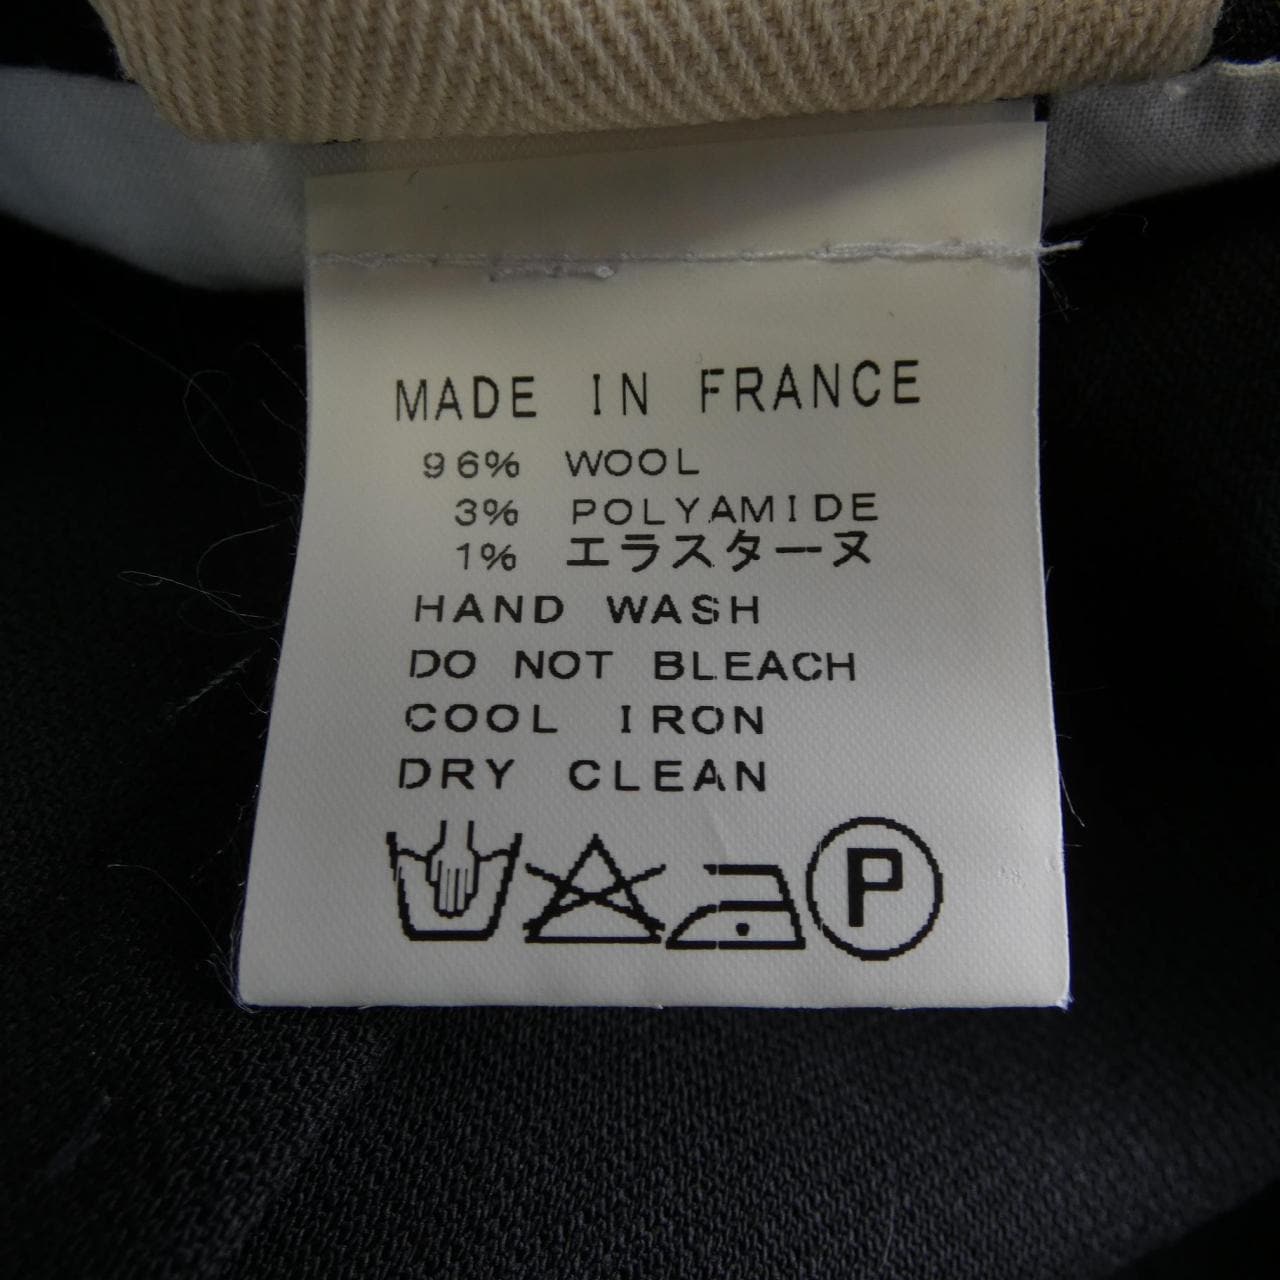 MADE IN FRANCE
96% WOOL
3% POLYAMIDE
1% エラスターヌ
HAND WASH
DO NOT BLEACH
COOL IRON
DRY CLEAN
P